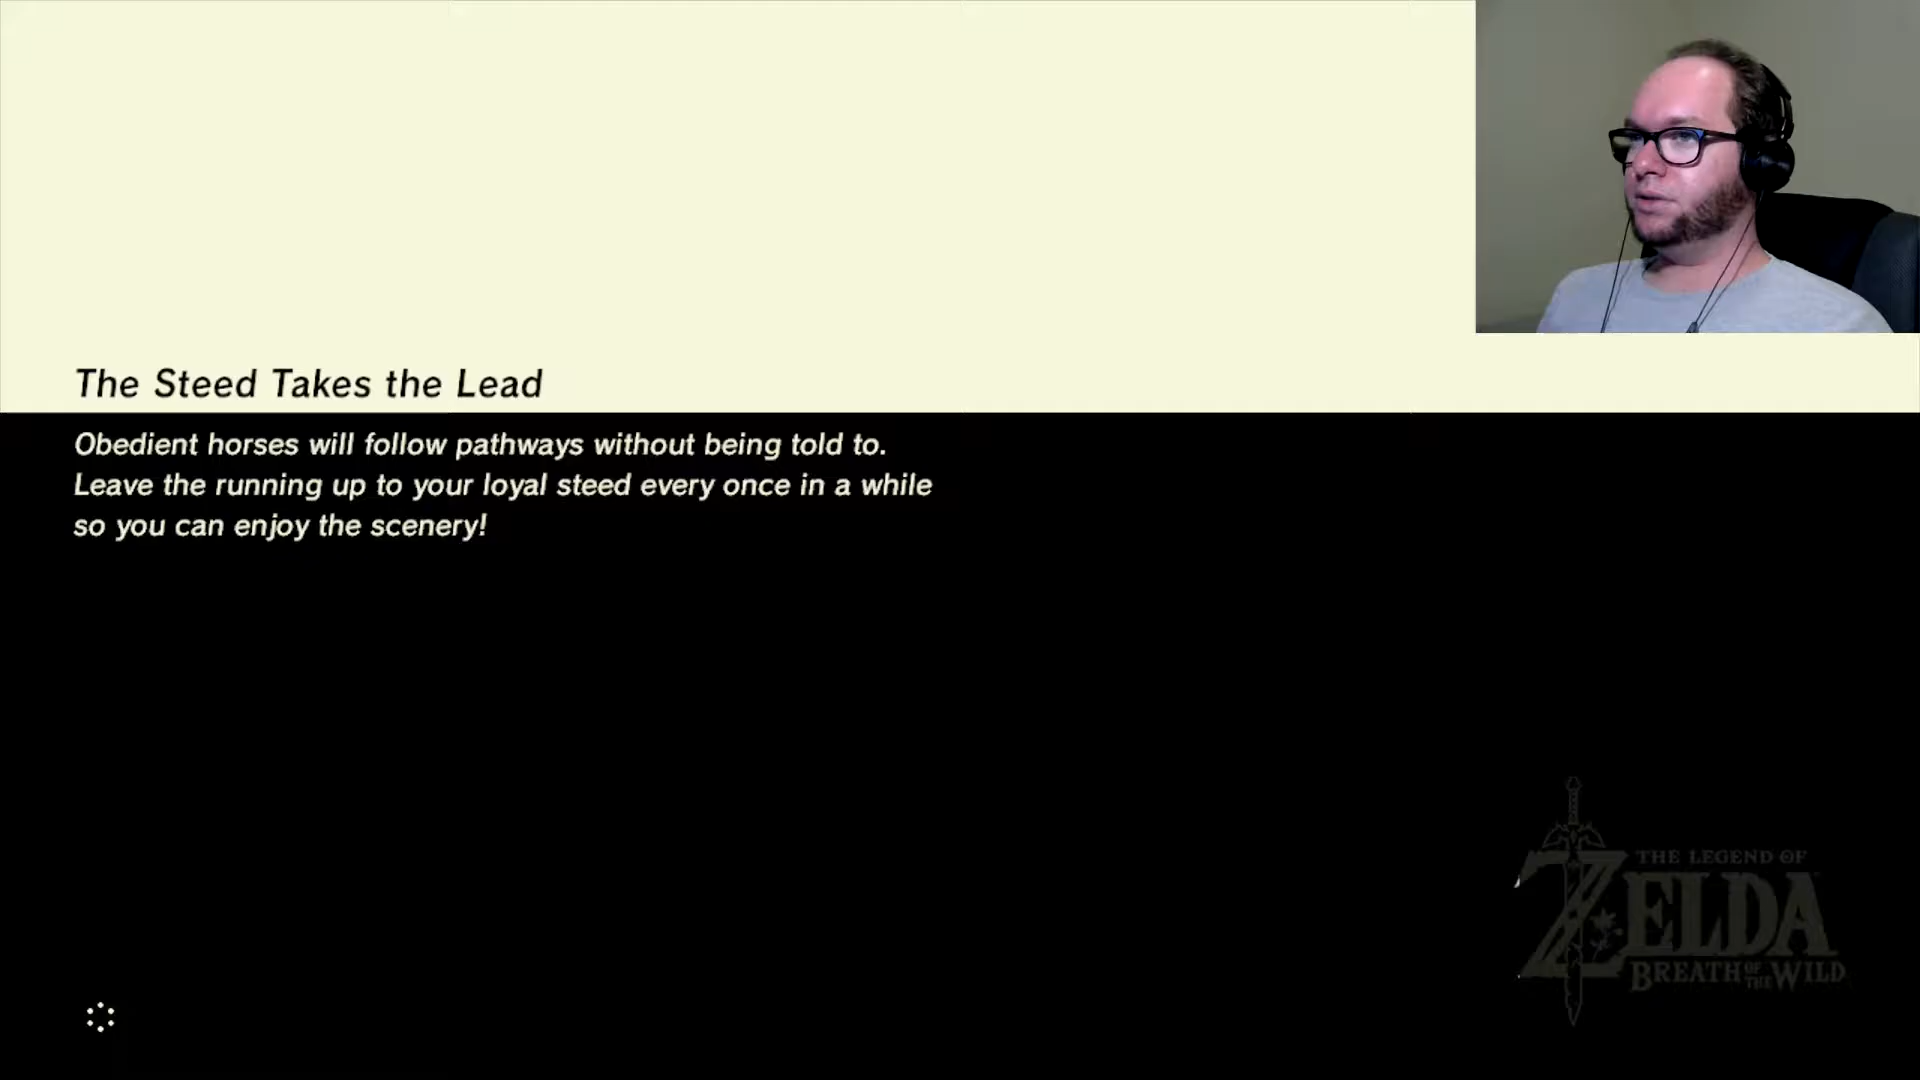 The Steed Takes the Lead
Obedient horses will follow pathways without being told to.
Leave the running up to your loyal steed every once in a while
so you can enjoy the scenery!
THE LEGEND OF
ZELDA
BREATH OF THE WILD